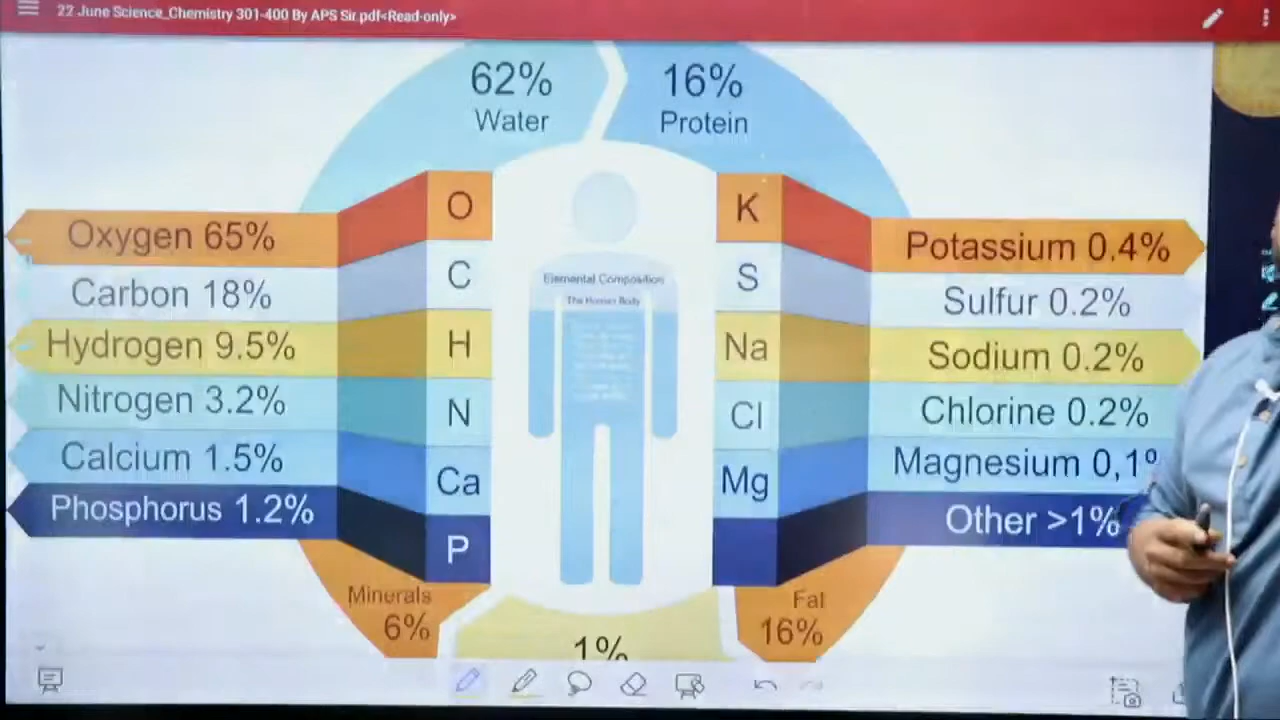 22 June Science_Chemistry 301-400 By APS Sir.pdf<Read-only>
62%
Water
16%
Protein
O
K
Oxygen 65%
Potassium 0.4%
C
S
Carbon 18%
Sulfur 0.2%
Elemental Composition
The Human Body
H
Na
Hydrogen 9.5%
Sodium 0.2%
N
Cl
Nitrogen 3.2%
Chlorine 0.2%
Ca
Mg
Calcium 1.5%
Magnesium 0,1%
P
Phosphorus 1.2%
Other >1%
Minerals
6%
Fat
16%
1%